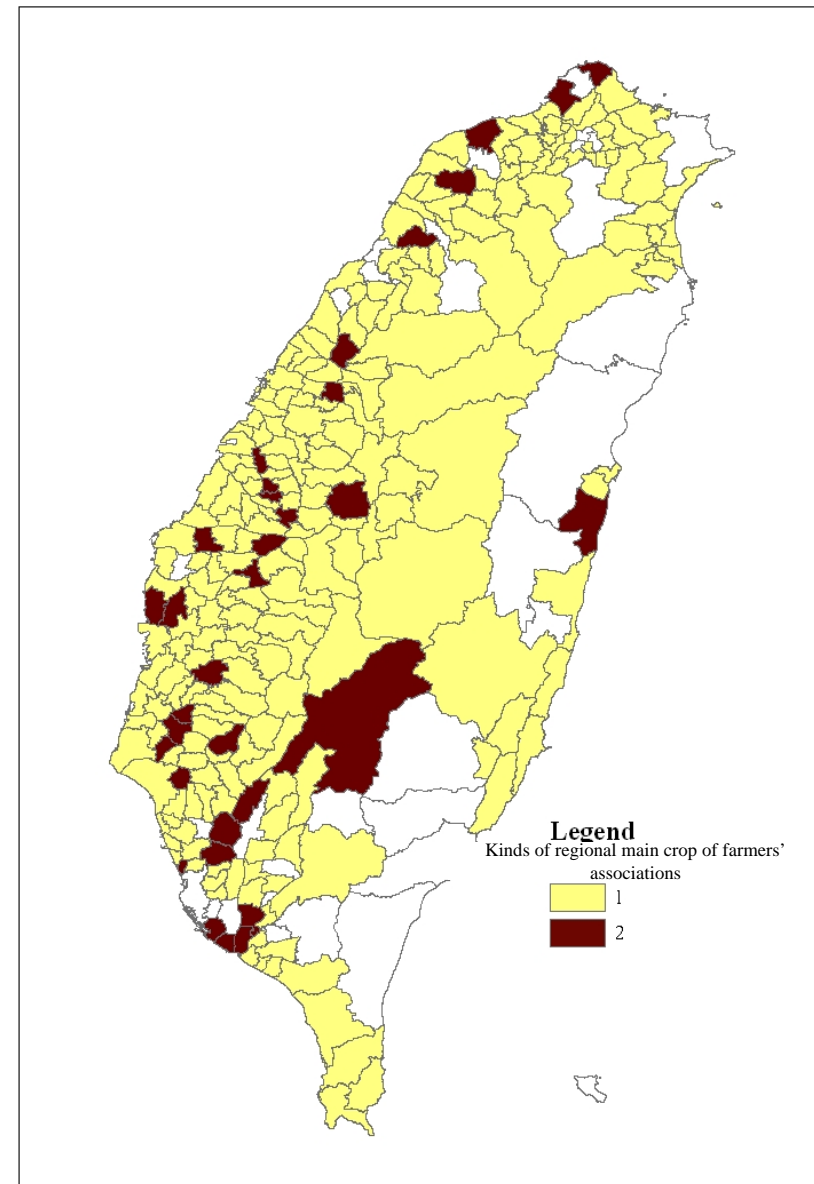 Legend
Kinds of regional main crop of farmers’
associations
1
2